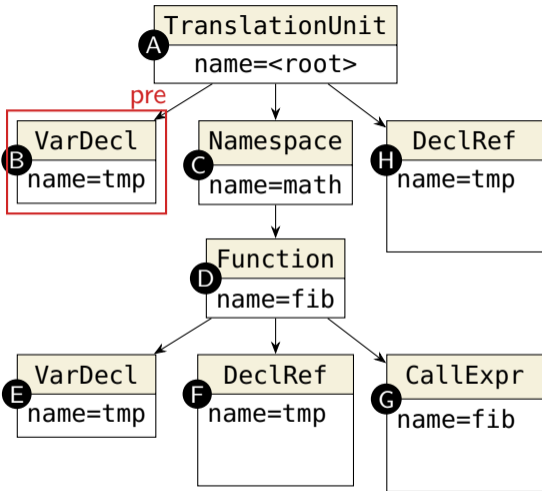 TranslationUnit
A
name=<root>
pre
VarDecl
B
name=tmp
Namespace
C
name=math
DeclRef
H
name=tmp
Function
D
name=fib
VarDecl
E
name=tmp
DeclRef
F
name=tmp
CallExpr
G
name=fib